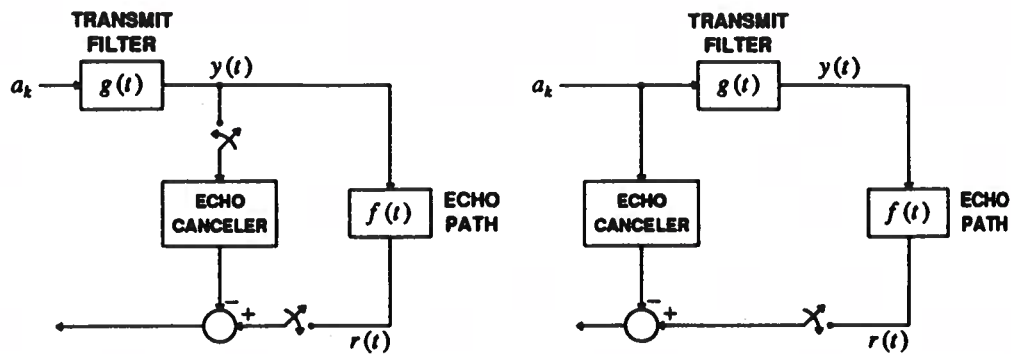 TRANSMIT
FILTER
a_k
g(t)
y(t)
ECHO
CANCELER
f(t)
ECHO
PATH
−
+
r(t)
TRANSMIT
FILTER
a_k
g(t)
y(t)
ECHO
CANCELER
f(t)
ECHO
PATH
−
+
r(t)